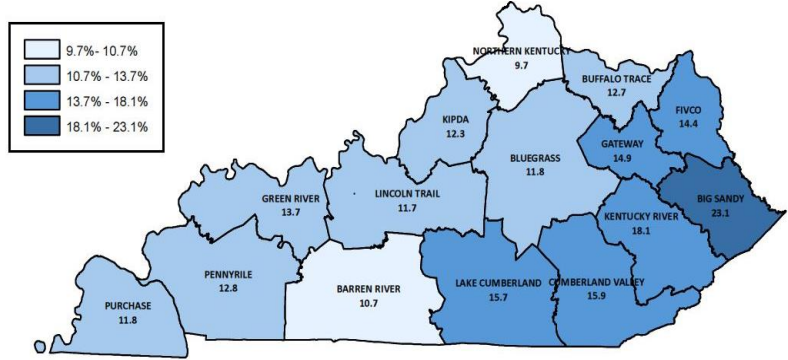 9.7%- 10.7%
10.7% - 13.7%
13.7% - 18.1%
18.1% - 23.1%
NORTHERN KENTUCKY
9.7
BUFFALO TRACE
12.7
FIVCO
14.4
KIPDA
12.3
GATEWAY
14.9
BLUEGRASS
11.8
GREEN RIVER
13.7
LINCOLN TRAIL
11.7
BIG SANDY
23.1
KENTUCKY RIVER
18.1
PENNYRILE
12.8
BARREN RIVER
10.7
LAKE CUMBERLAND
15.7
CUMBERLAND VALLEY
15.9
PURCHASE
11.8